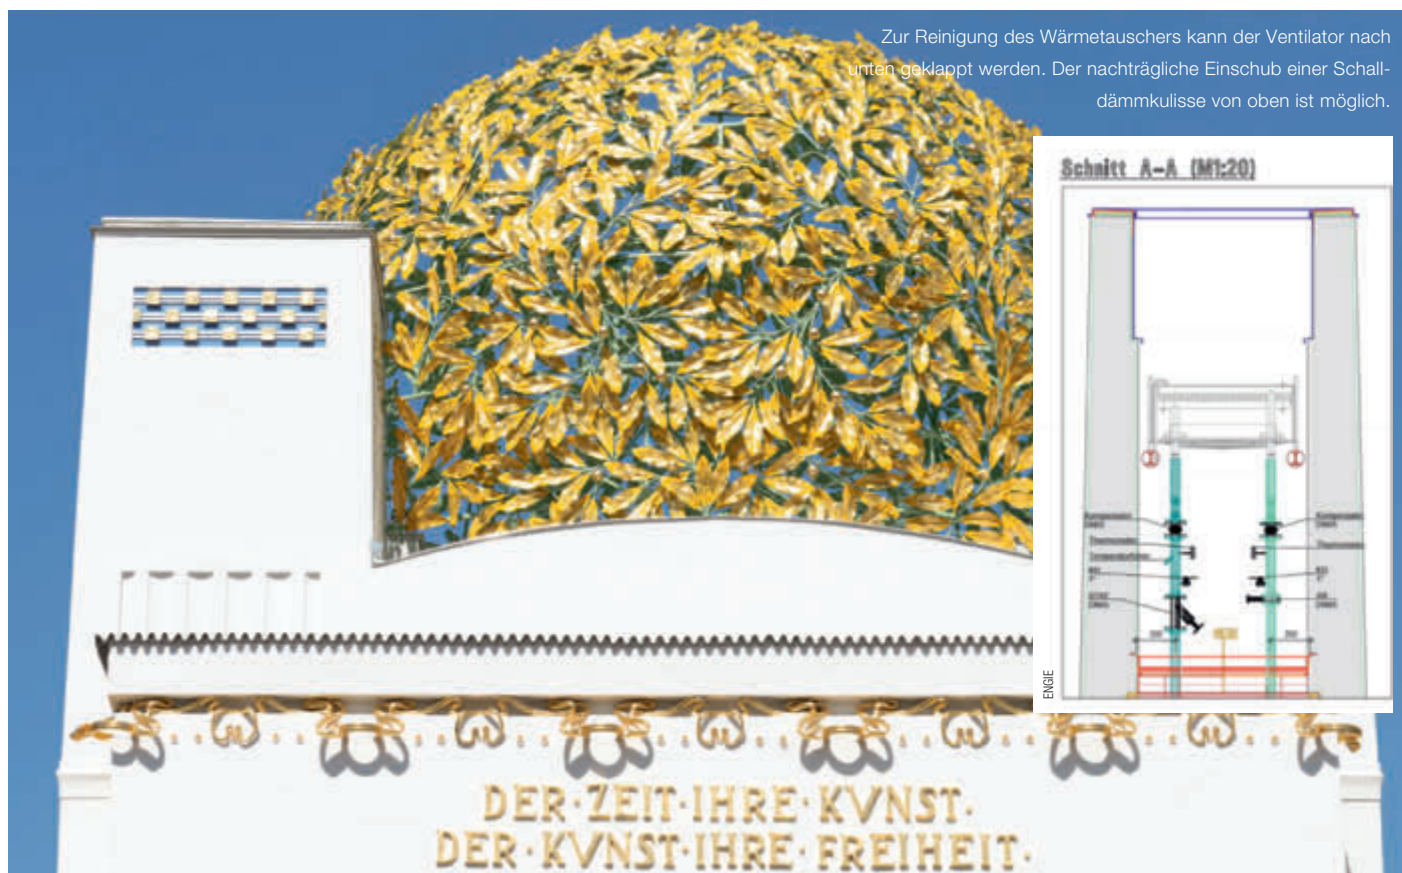 Zur Reinigung des Wärmetauschers kann der Ventilator nach
unten geklappt werden. Der nachträgliche Einschub einer Schall-
dämmkulisse von oben ist möglich.
Schnitt A-A (M1:20)
ENGIE
DER·ZEIT·IHRE·KVNST·
DER·KVNST·IHRE·FREIHEIT·